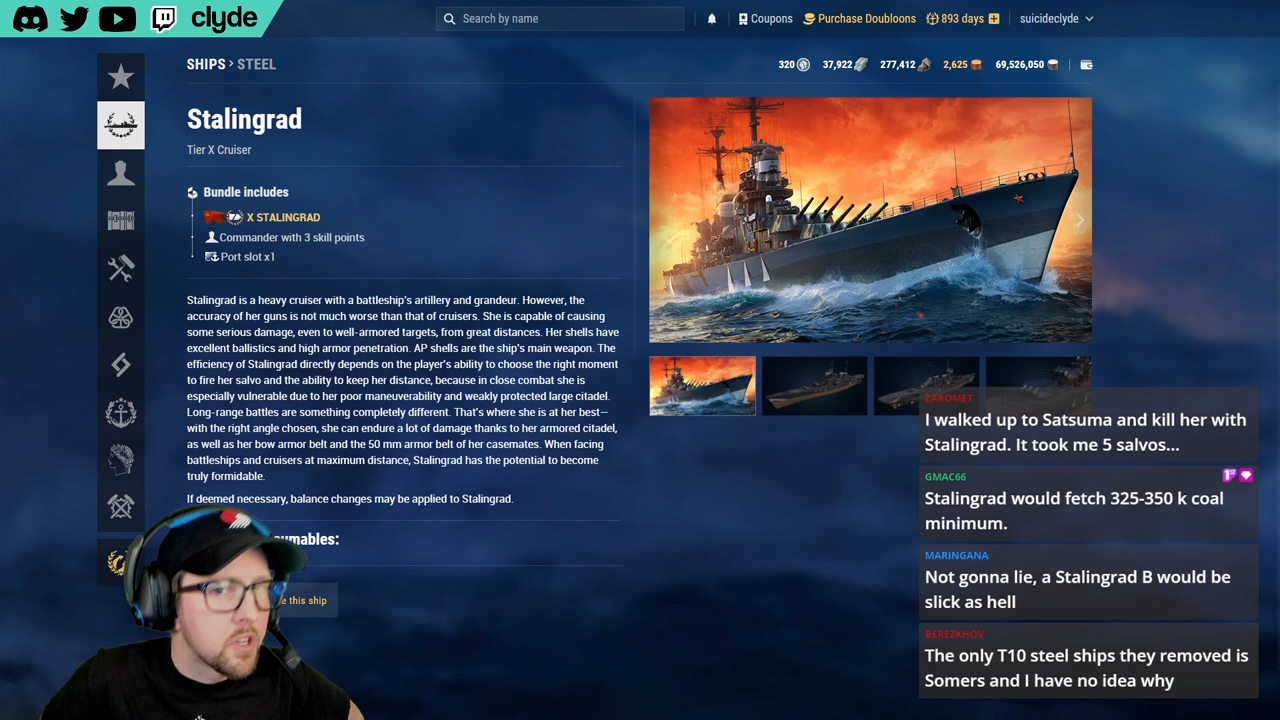 clyde
Search by name
Coupons
Purchase Doubloons
893 days
suicideclyde
SHIPS > STEEL
320
37,922
277,412
2,625
69,526,050
Stalingrad
Tier X Cruiser
Bundle includes
X STALINGRAD
Commander with 3 skill points
Port slot x1
Stalingrad is a heavy cruiser with a battleship's artillery and grandeur. However, the
accuracy of her guns is not much worse than that of cruisers. She is capable of causing
some serious damage, even to well-armored targets, from great distances. Her shells have
excellent ballistics and high armor penetration. AP shells are the ship's main weapon. The
efficiency of Stalingrad directly depends on the player's ability to choose the right moment
to fire her salvo and the ability to keep her distance, because in close combat she is
especially vulnerable due to her poor maneuverability and weakly protected large citadel.
Long-range battles are something completely different. That's where she is at her best—
with the right angle chosen, she can endure a lot of damage thanks to her armored citadel,
as well as her bow armor belt and the 50 mm armor belt of her casemates. When facing
battleships and cruisers at maximum distance, Stalingrad has the potential to become
truly formidable.
If deemed necessary, balance changes may be applied to Stalingrad.
this ship
ZAROMET
I walked up to Satsuma and kill her with
Stalingrad. It took me 5 salvos...
GMAC66
1ST
Stalingrad would fetch 325-350 k coal
minimum.
MARINGANA
Not gonna lie, a Stalingrad B would be
slick as hell
BEREZKHOV
The only T10 steel ships they removed is
Somers and I have no idea why